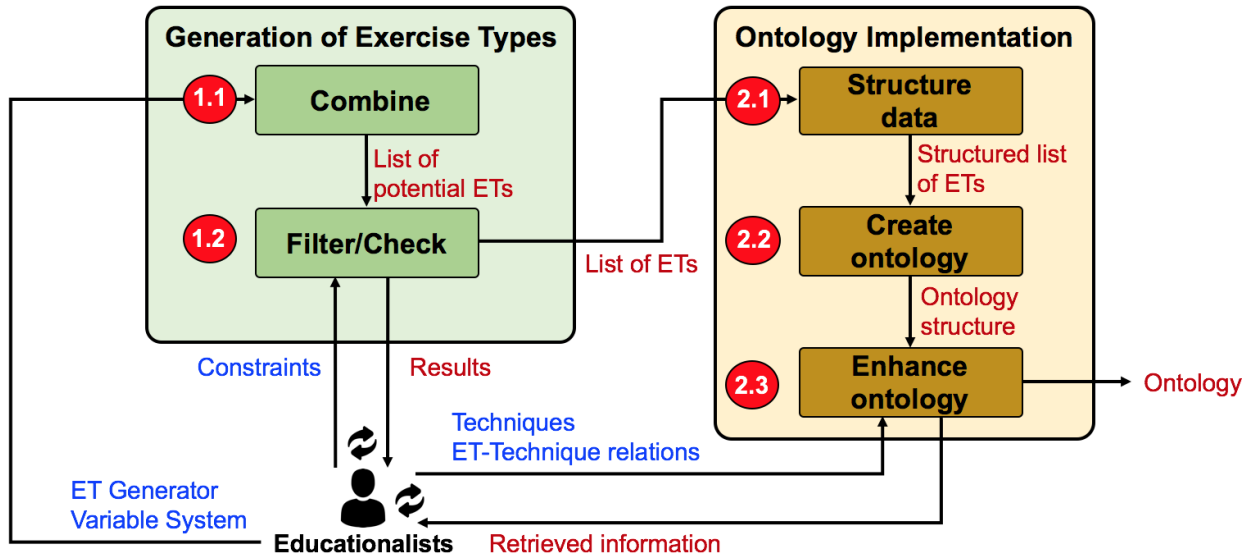 Generation of Exercise Types
1.1
Combine
List of
potential ETs
1.2
Filter/Check
List of ETs
Constraints
Results
Ontology Implementation
2.1
Structure
data
Structured list
of ETs
2.2
Create
ontology
Ontology
structure
2.3
Enhance
ontology
Ontology
Techniques
ET-Technique relations
ET Generator
Variable System
Educationalists
Retrieved information